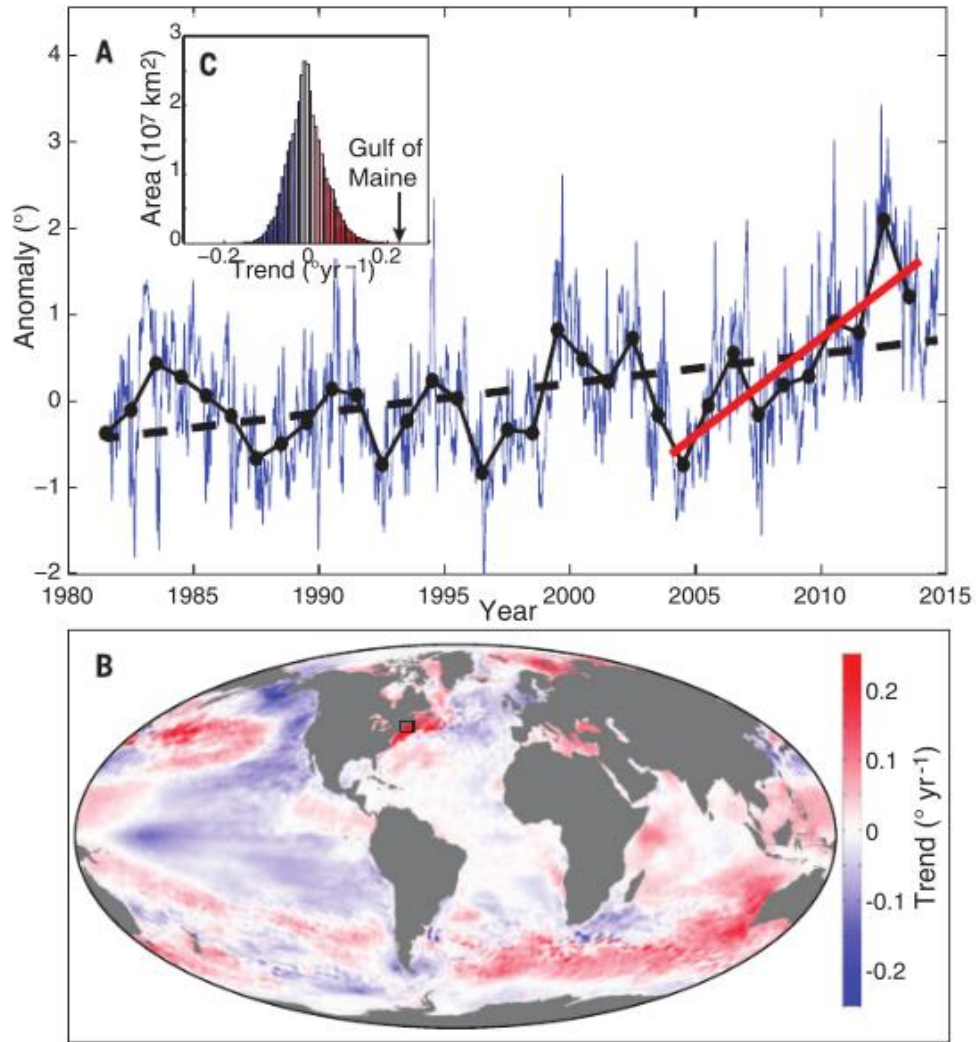 A
C
Area (10⁷ km²)
3
2
1
0
Gulf of
Maine
−0.2
0
0.2
Trend (°yr⁻¹)
Anomaly (°)
4
3
2
1
0
−1
−2
1980
1985
1990
1995
2000
2005
2010
2015
Year
B
0.2
0.1
0
-0.1
-0.2
Trend (° yr⁻¹)